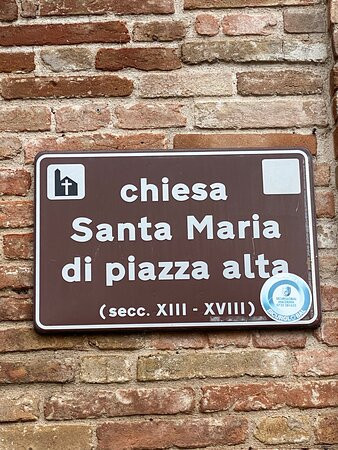 chiesa
Santa Maria
di piazza alta
(secc. XIII - XVIII)